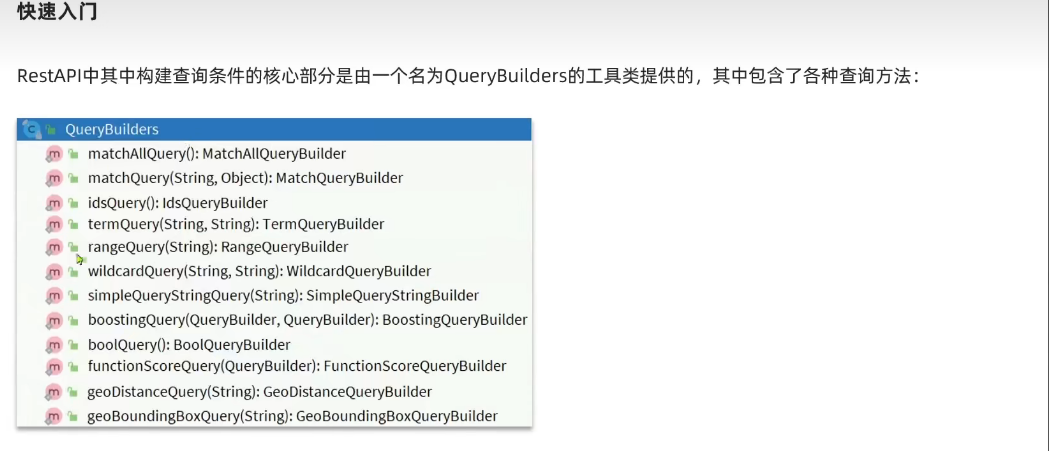 快速入门
RestAPI中其中构建查询条件的核心部分是由一个名为QueryBuilders的工具类提供的，其中包含了各种查询方法：
QueryBuilders
matchAllQuery(): MatchAllQueryBuilder
matchQuery(String, Object): MatchQueryBuilder
idsQuery(): IdsQueryBuilder
termQuery(String, String): TermQueryBuilder
rangeQuery(String): RangeQueryBuilder
wildcardQuery(String, String): WildcardQueryBuilder
simpleQueryStringQuery(String): SimpleQueryStringBuilder
boostingQuery(QueryBuilder, QueryBuilder): BoostingQueryBuilder
boolQuery(): BoolQueryBuilder
functionScoreQuery(QueryBuilder): FunctionScoreQueryBuilder
geoDistanceQuery(String): GeoDistanceQueryBuilder
geoBoundingBoxQuery(String): GeoBoundingBoxQueryBuilder